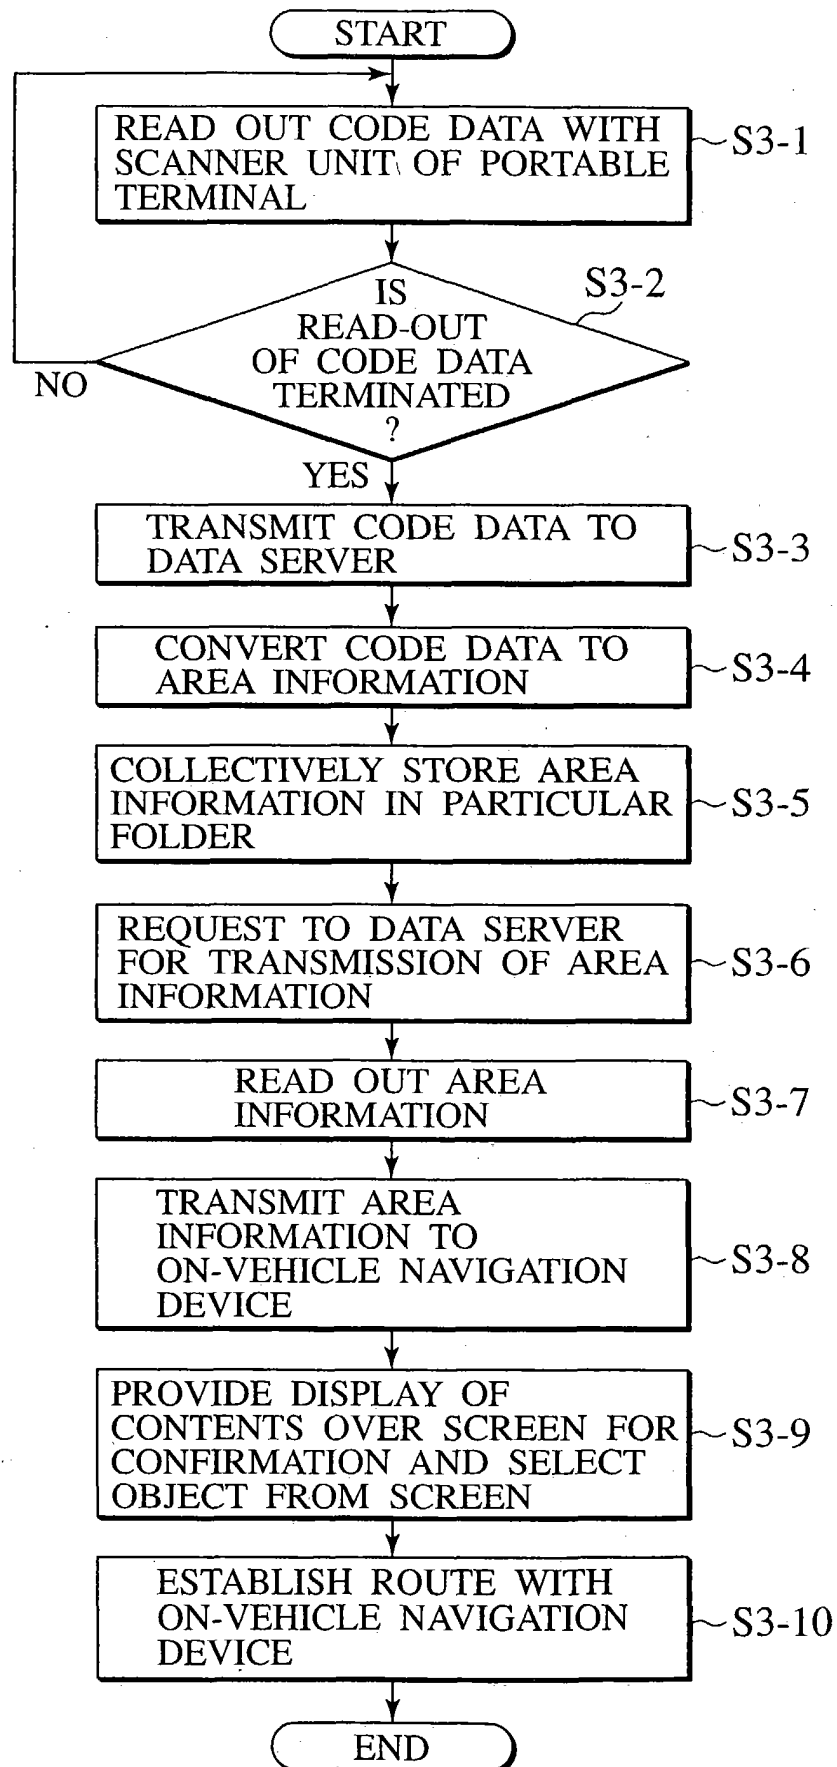 START
READ OUT CODE DATA WITH
SCANNER UNIT OF PORTABLE
TERMINAL
S3-1
IS
READ-OUT
OF CODE DATA
TERMINATED
?
S3-2
NO
YES
TRANSMIT CODE DATA TO
DATA SERVER
S3-3
CONVERT CODE DATA TO
AREA INFORMATION
S3-4
COLLECTIVELY STORE AREA
INFORMATION IN PARTICULAR
FOLDER
S3-5
REQUEST TO DATA SERVER
FOR TRANSMISSION OF AREA
INFORMATION
S3-6
READ OUT AREA
INFORMATION
S3-7
TRANSMIT AREA
INFORMATION TO
ON-VEHICLE NAVIGATION
DEVICE
S3-8
PROVIDE DISPLAY OF
CONTENTS OVER SCREEN FOR
CONFIRMATION AND SELECT
OBJECT FROM SCREEN
S3-9
ESTABLISH ROUTE WITH
ON-VEHICLE NAVIGATION
DEVICE
S3-10
END